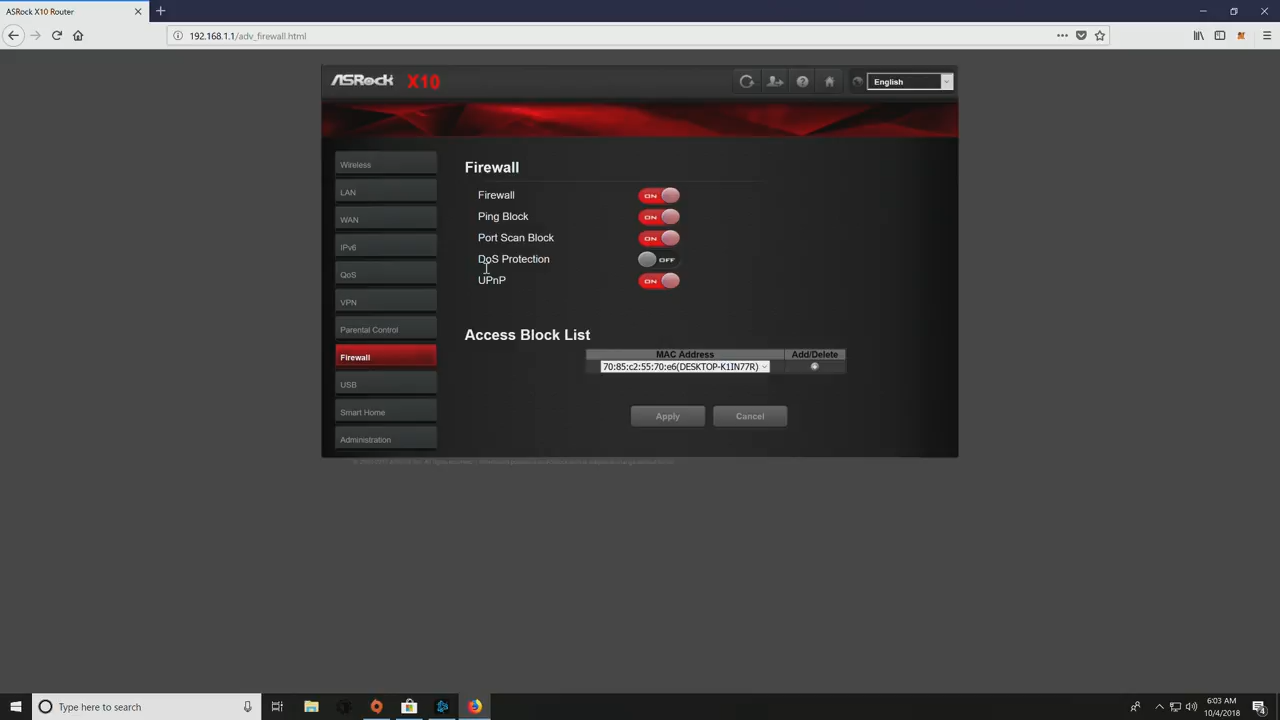 ASRock X10 Router
192.168.1.1/adv_firewall.html
ASRock X10
English
Wireless
LAN
WAN
IPv6
QoS
VPN
Parental Control
Firewall
USB
Smart Home
Administration
Firewall
Firewall ON
Ping Block ON
Port Scan Block ON
DoS Protection OFF
UPnP ON
Access Block List
MAC Address Add/Delete
70:85:c2:55:70:e6(DESKTOP-K1IN77R)
Apply Cancel
Type here to search
6:03 AM
10/4/2018
4